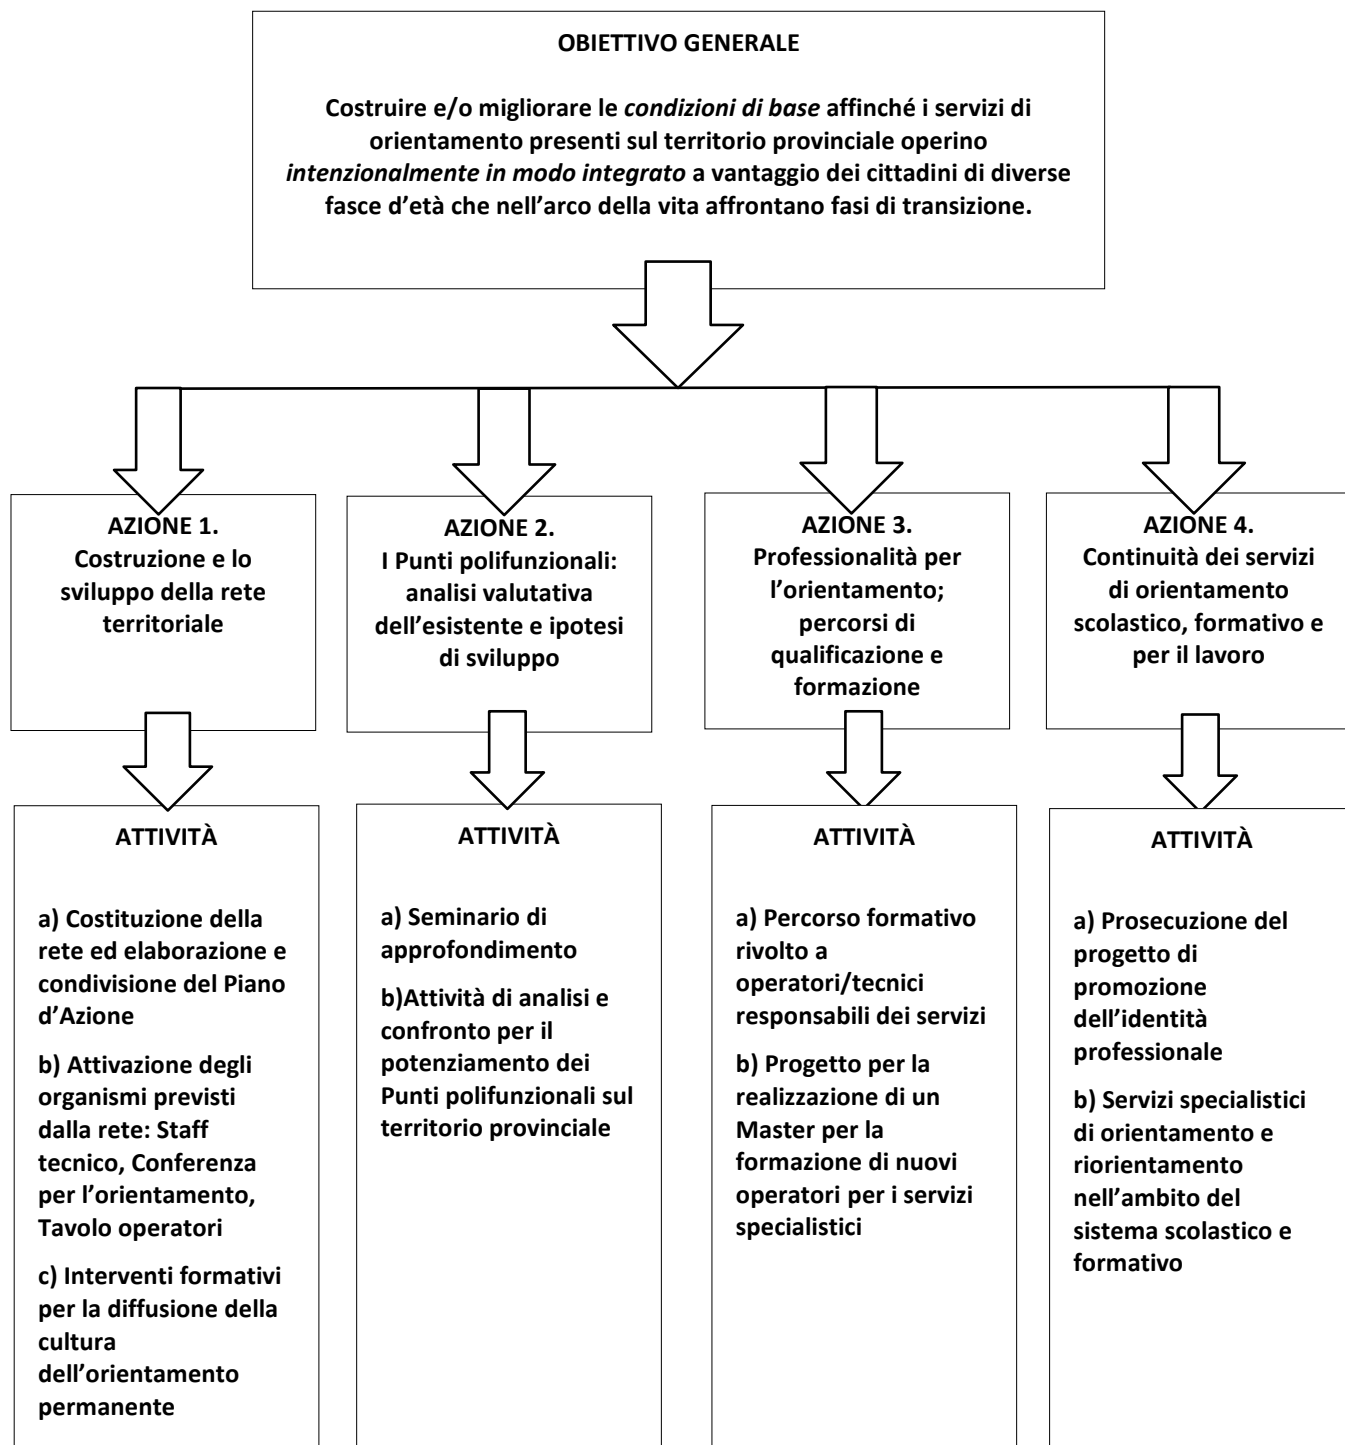 OBIETTIVO GENERALE
Costruire e/o migliorare le condizioni di base affinché i servizi di
orientamento presenti sul territorio provinciale operino
intenzionalmente in modo integrato a vantaggio dei cittadini di diverse
fasce d'età che nell'arco della vita affrontano fasi di transizione.
AZIONE 1.
Costruzione e lo
sviluppo della rete
territoriale
AZIONE 2.
I Punti polifunzionali:
analisi valutativa
dell'esistente e ipotesi
di sviluppo
AZIONE 3.
Professionalità per
l'orientamento;
percorsi di
qualificazione e
formazione
AZIONE 4.
Continuità dei servizi
di orientamento
scolastico, formativo e
per il lavoro
ATTIVITÀ
a) Costituzione della
rete ed elaborazione e
condivisione del Piano
d'Azione
b) Attivazione degli
organismi previsti
dalla rete: Staff
tecnico, Conferenza
per l'orientamento,
Tavolo operatori
c) Interventi formativi
per la diffusione della
cultura
dell'orientamento
permanente
ATTIVITÀ
a) Seminario di
approfondimento
b)Attività di analisi e
confronto per il
potenziamento dei
Punti polifunzionali sul
territorio provinciale
ATTIVITÀ
a) Percorso formativo
rivolto a
operatori/tecnici
responsabili dei servizi
b) Progetto per la
realizzazione di un
Master per la
formazione di nuovi
operatori per i servizi
specialistici
ATTIVITÀ
a) Prosecuzione del
progetto di
promozione
dell'identità
professionale
b) Servizi specialistici
di orientamento e
riorientamento
nell'ambito del
sistema scolastico e
formativo